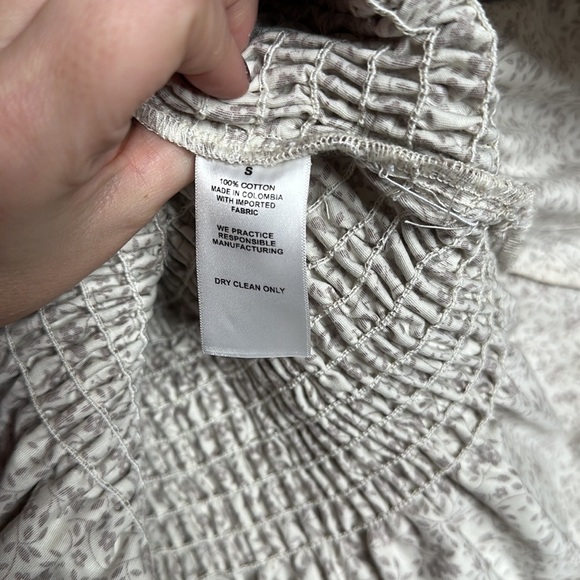 S
100% COTTON
MADE IN COLOMBIA
WITH IMPORTED
FABRIC
WE PRACTICE
RESPONSIBLE
MANUFACTURING
DRY CLEAN ONLY